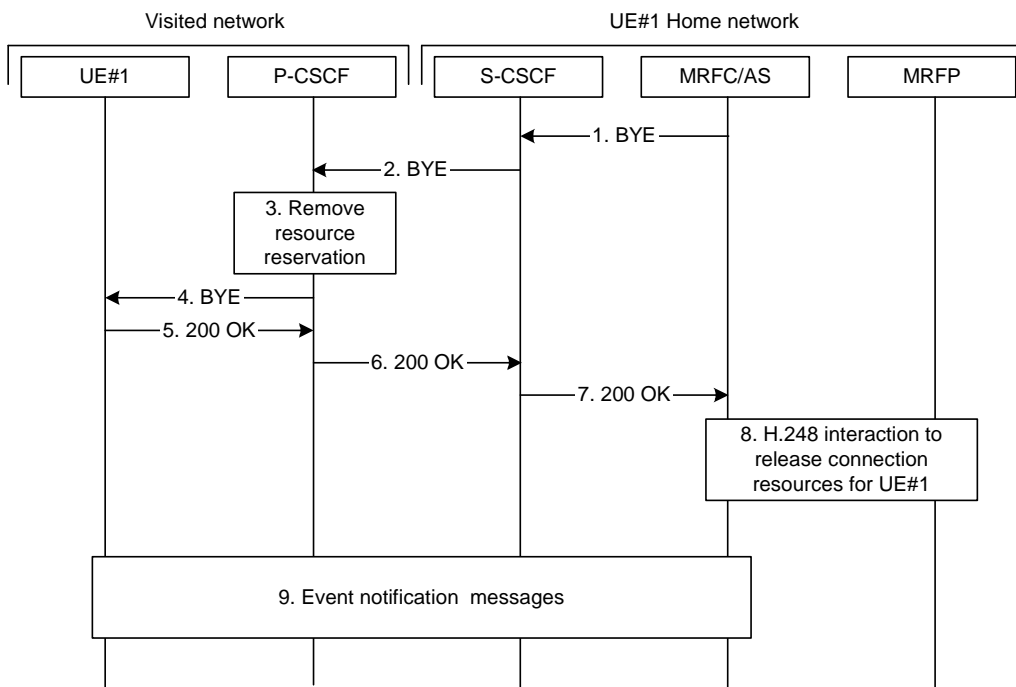 Visited network
UE#1 Home network
UE#1
P-CSCF
S-CSCF
MRFC/AS
MRFP
1. BYE
2. BYE
3. Remove
resource
reservation
4. BYE
5. 200 OK
6. 200 OK
7. 200 OK
8. H.248 interaction to
release connection
resources for UE#1
9. Event notification messages